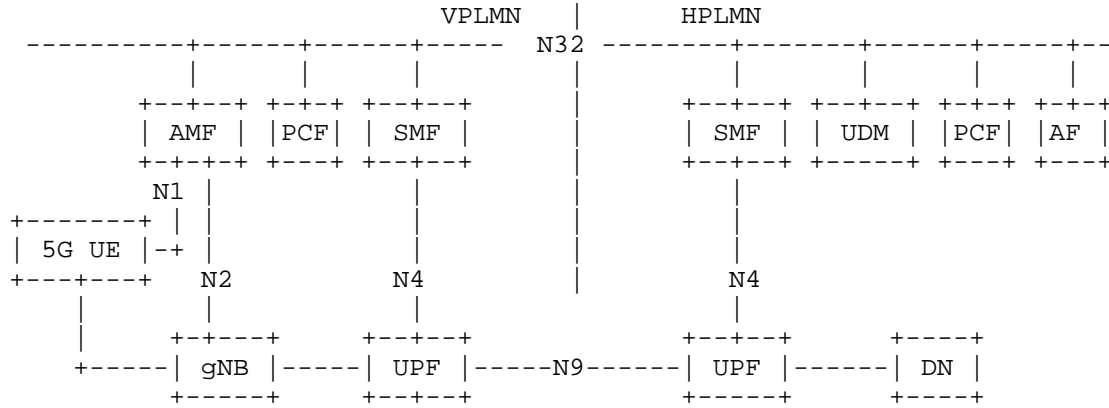 VPLMN HPLMN
N32
AMF PCF SMF SMF UDM PCF AF
N1
5G UE
N2 N4 N4
gNB UPF N9 UPF DN